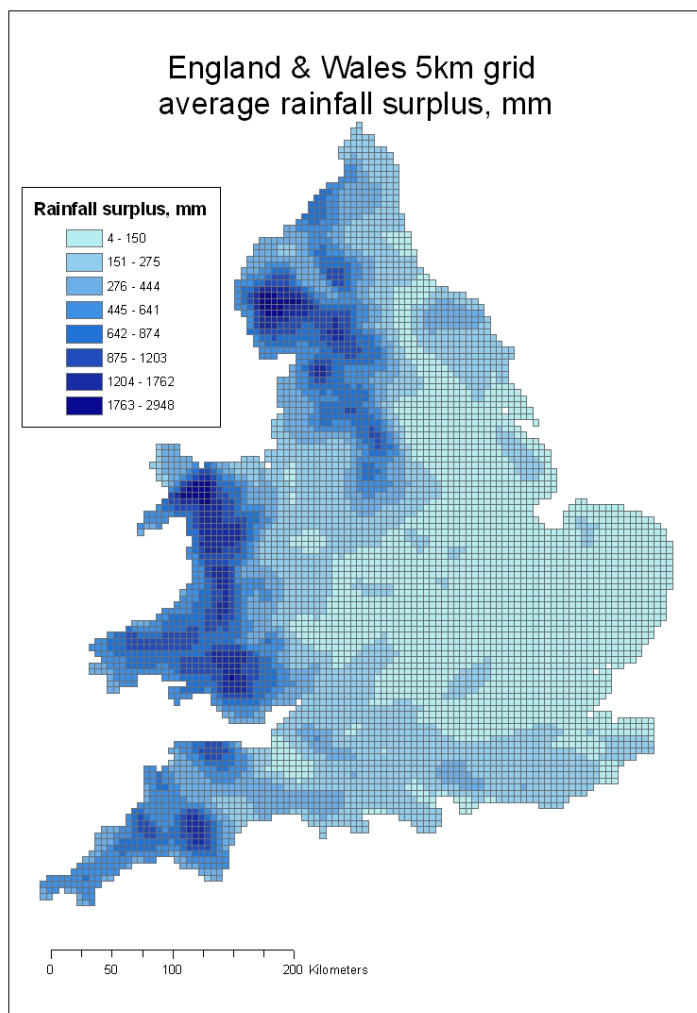 England & Wales 5km grid
average rainfall surplus, mm
Rainfall surplus, mm
4 - 150
151 - 275
276 - 444
445 - 641
642 - 874
875 - 1203
1204 - 1762
1763 - 2948
0 50 100 200 Kilometers